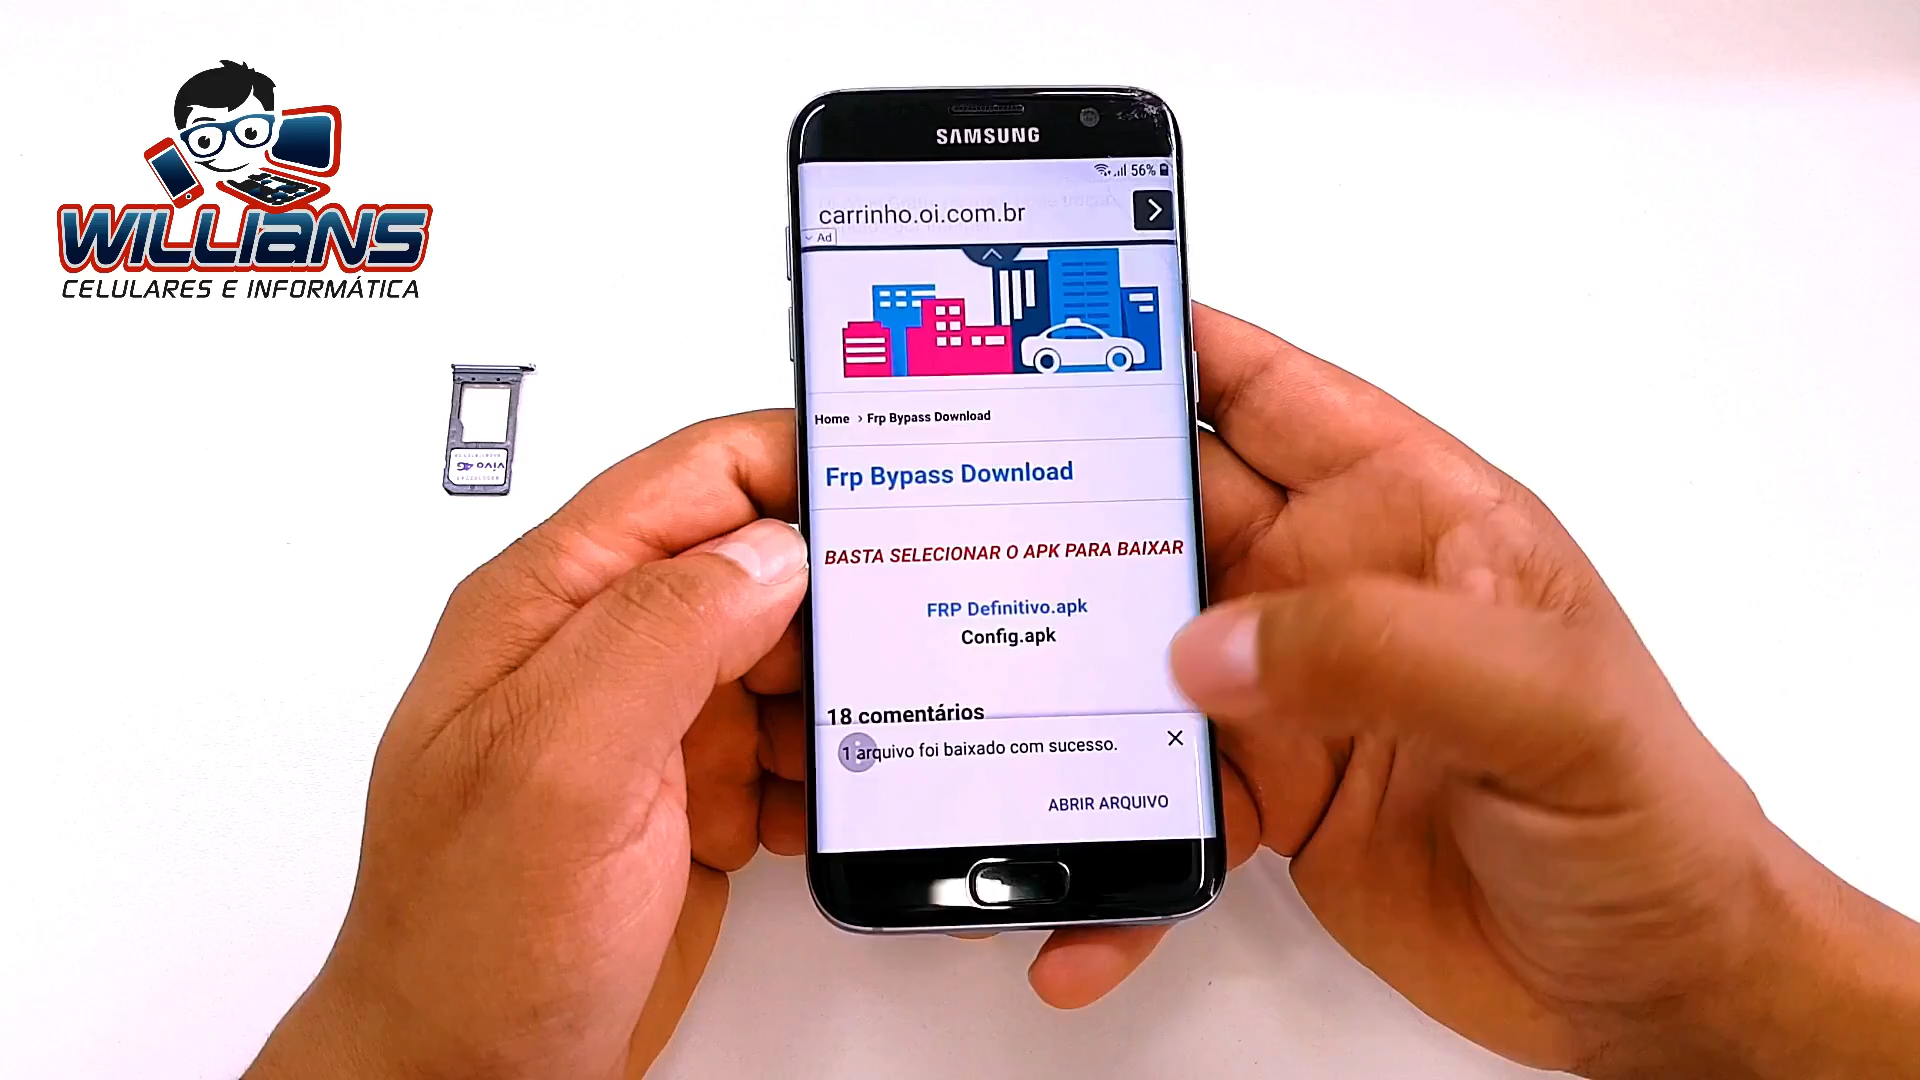 WILLIANS
CELULARES E INFORMÁTICA
SAMSUNG
56%
carrinho.oi.com.br
Ad
Home › Frp Bypass Download
Frp Bypass Download
BASTA SELECIONAR O APK PARA BAIXAR
FRP Definitivo.apk
Config.apk
18 comentários
1 arquivo foi baixado com sucesso.
ABRIR ARQUIVO
vivo 4G